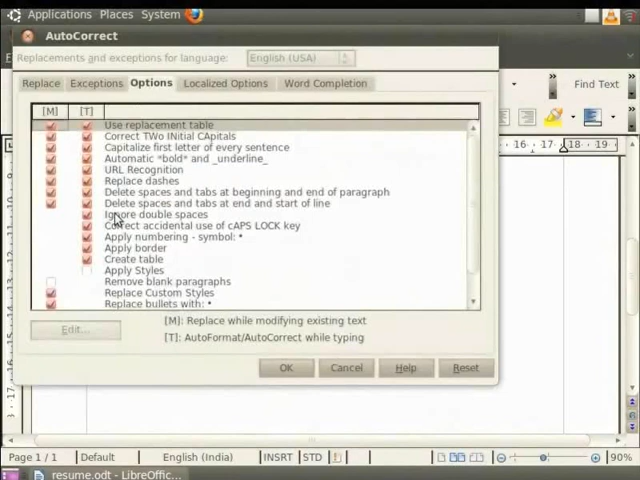 Applications Places System
AutoCorrect
Replacements and exceptions for language: English (USA)
Replace Exceptions Options Localized Options Word Completion
Find Text
[M] [T]
Use replacement table
Correct TWo INitial CApitals
Capitalize first letter of every sentence
Automatic *bold* and _underline_
URL Recognition
Replace dashes
Delete spaces and tabs at beginning and end of paragraph
Delete spaces and tabs at end and start of line
Ignore double spaces
Correct accidental use of cAPS LOCK key
Apply numbering - symbol: •
Apply border
Create table
Apply Styles
Remove blank paragraphs
Replace Custom Styles
Replace bullets with: •
16 18 19
Edit...
[M]: Replace while modifying existing text
[T]: AutoFormat/AutoCorrect while typing
OK Cancel Help Reset
Page 1 / 1 Default English (India) INSRT STD 90%
resume.odt - LibreOffic...